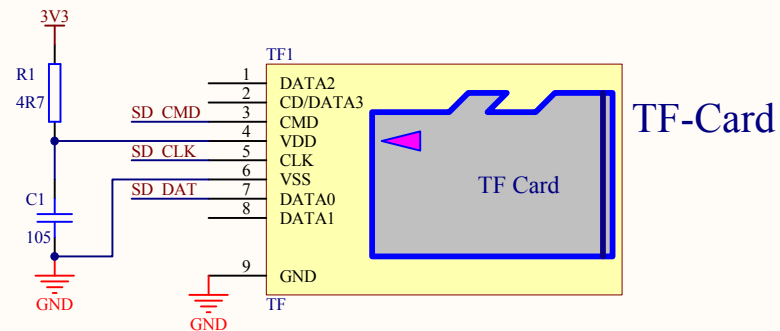 3V3
R1
4R7
C1
105
GND
SD_CMD
SD_CLK
SD_DAT
TF1
1 DATA2
2 CD/DATA3
3 CMD
4 VDD
5 CLK
6 VSS
7 DATA0
8 DATA1
9 GND
TF
GND
TF Card
TF-Card